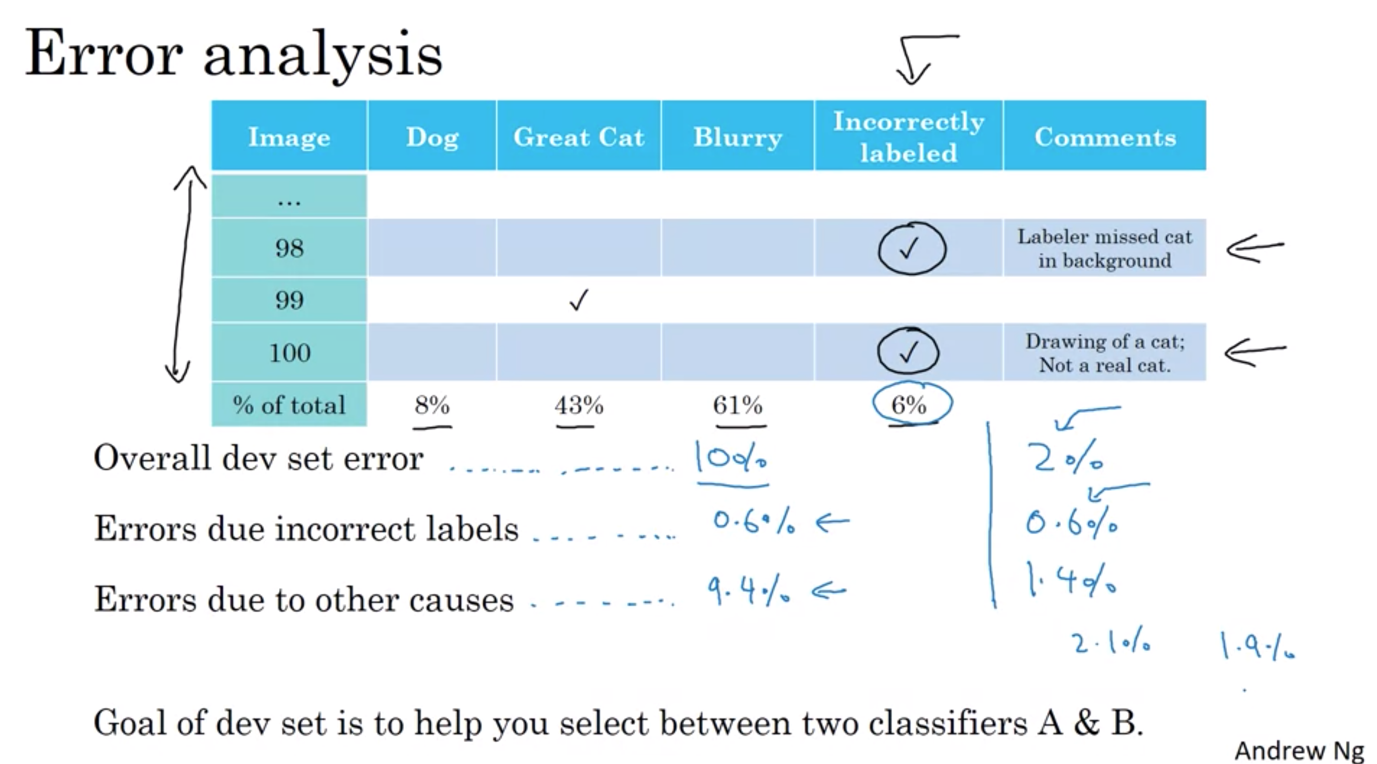 Error analysis
Image Dog Great Cat Blurry Incorrectly labeled Comments
...
98 ✓ Labeler missed cat in background
99 ✓
100 ✓ Drawing of a cat; Not a real cat.
% of total 8% 43% 61% 6%
Overall dev set error 10% 2%
Errors due incorrect labels 0.6% 0.6%
Errors due to other causes 9.4% 1.4%
2.1% 1.9%
Goal of dev set is to help you select between two classifiers A & B.
Andrew Ng